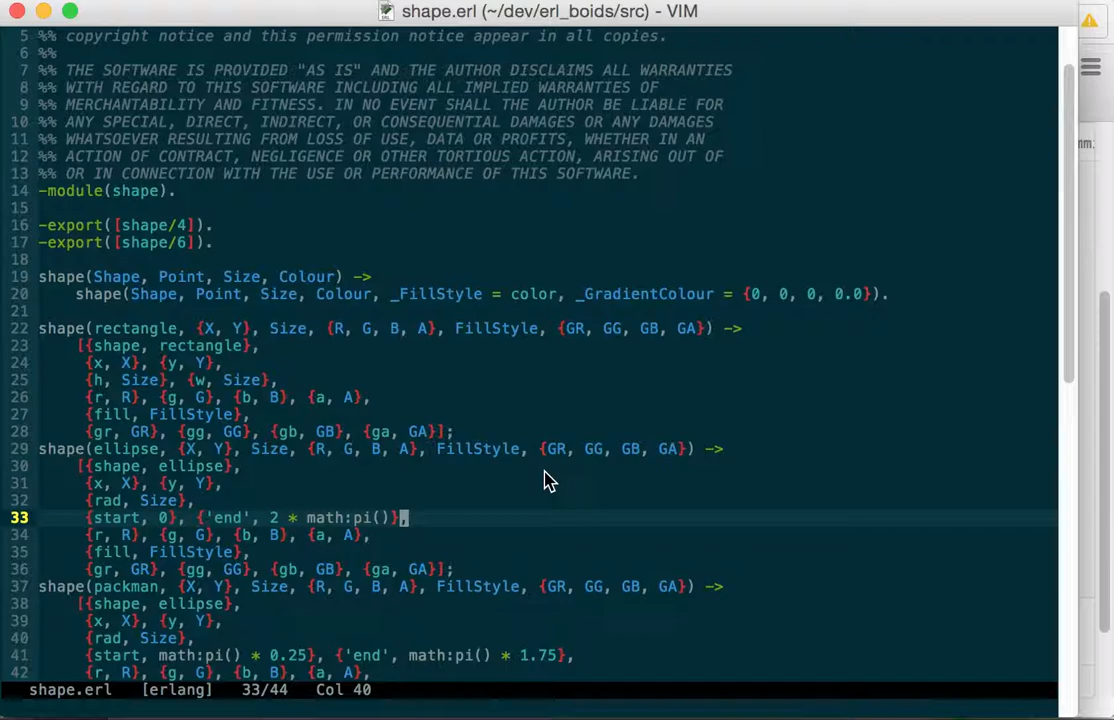 shape.erl (~/dev/erl_boids/src) - VIM
5 %% copyright notice and this permission notice appear in all copies.
6 %%
7 %% THE SOFTWARE IS PROVIDED "AS IS" AND THE AUTHOR DISCLAIMS ALL WARRANTIES
8 %% WITH REGARD TO THIS SOFTWARE INCLUDING ALL IMPLIED WARRANTIES OF
9 %% MERCHANTABILITY AND FITNESS. IN NO EVENT SHALL THE AUTHOR BE LIABLE FOR
10 %% ANY SPECIAL, DIRECT, INDIRECT, OR CONSEQUENTIAL DAMAGES OR ANY DAMAGES
11 %% WHATSOEVER RESULTING FROM LOSS OF USE, DATA OR PROFITS, WHETHER IN AN
12 %% ACTION OF CONTRACT, NEGLIGENCE OR OTHER TORTIOUS ACTION, ARISING OUT OF
13 %% OR IN CONNECTION WITH THE USE OR PERFORMANCE OF THIS SOFTWARE.
14 -module(shape).
15
16 -export([shape/4]).
17 -export([shape/6]).
18
19 shape(Shape, Point, Size, Colour) ->
20     shape(Shape, Point, Size, Colour, _FillStyle = color, _GradientColour = {0, 0, 0, 0.0}).
21
22 shape(rectangle, {X, Y}, Size, {R, G, B, A}, FillStyle, {GR, GG, GB, GA}) ->
23     [{shape, rectangle},
24      {x, X}, {y, Y},
25      {h, Size}, {w, Size},
26      {r, R}, {g, G}, {b, B}, {a, A},
27      {fill, FillStyle},
28      {gr, GR}, {gg, GG}, {gb, GB}, {ga, GA}];
29 shape(ellipse, {X, Y}, Size, {R, G, B, A}, FillStyle, {GR, GG, GB, GA}) ->
30     [{shape, ellipse},
31      {x, X}, {y, Y},
32      {rad, Size},
33      {start, 0}, {'end', 2 * math:pi()},
34      {r, R}, {g, G}, {b, B}, {a, A},
35      {fill, FillStyle},
36      {gr, GR}, {gg, GG}, {gb, GB}, {ga, GA}];
37 shape(packman, {X, Y}, Size, {R, G, B, A}, FillStyle, {GR, GG, GB, GA}) ->
38     [{shape, ellipse},
39      {x, X}, {y, Y},
40      {rad, Size},
41      {start, math:pi() * 0.25}, {'end', math:pi() * 1.75},
42      {r, R}, {g, G}, {b, B}, {a, A},
shape.erl [erlang] 33/44 Col 40